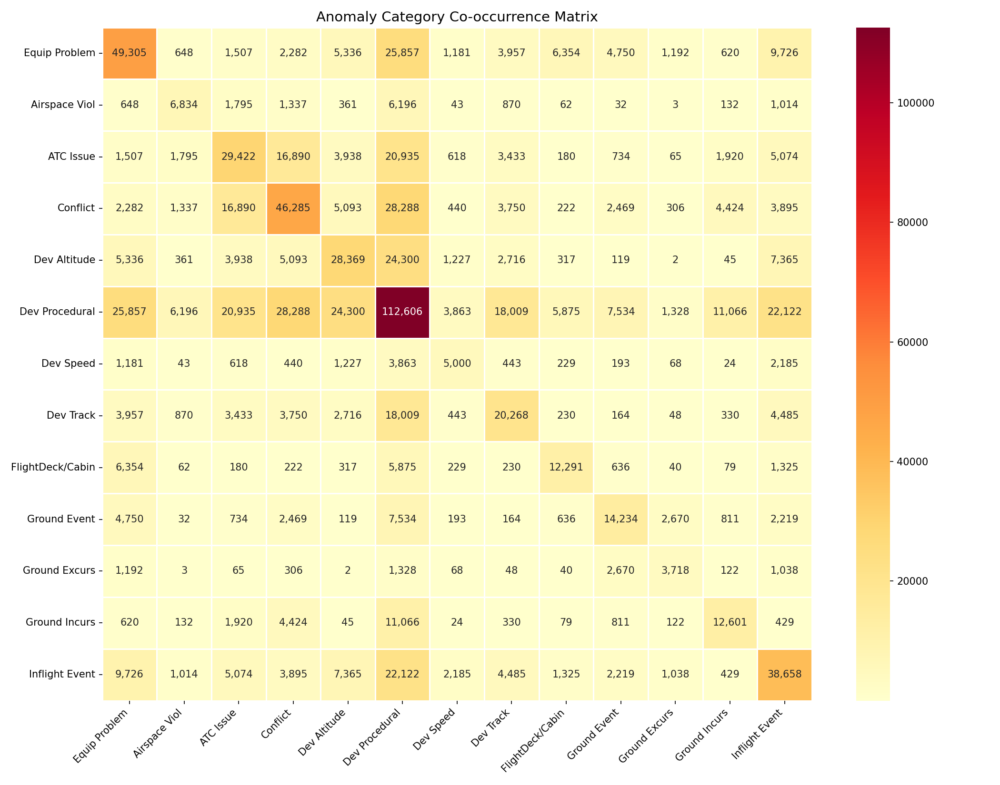 Anomaly Category Co-occurrence Matrix
Equip Problem 49,305 648 1,507 2,282 5,336 25,857 1,181 3,957 6,354 4,750 1,192 620 9,726
Airspace Viol 648 6,834 1,795 1,337 361 6,196 43 870 62 32 3 132 1,014
ATC Issue 1,507 1,795 29,422 16,890 3,938 20,935 618 3,433 180 734 65 1,920 5,074
Conflict 2,282 1,337 16,890 46,285 5,093 28,288 440 3,750 222 2,469 306 4,424 3,895
Dev Altitude 5,336 361 3,938 5,093 28,369 24,300 1,227 2,716 317 119 2 45 7,365
Dev Procedural 25,857 6,196 20,935 28,288 24,300 112,606 3,863 18,009 5,875 7,534 1,328 11,066 22,122
Dev Speed 1,181 43 618 440 1,227 3,863 5,000 443 229 193 68 24 2,185
Dev Track 3,957 870 3,433 3,750 2,716 18,009 443 20,268 230 164 48 330 4,485
FlightDeck/Cabin 6,354 62 180 222 317 5,875 229 230 12,291 636 40 79 1,325
Ground Event 4,750 32 734 2,469 119 7,534 193 164 636 14,234 2,670 811 2,219
Ground Excurs 1,192 3 65 306 2 1,328 68 48 40 2,670 3,718 122 1,038
Ground Incurs 620 132 1,920 4,424 45 11,066 24 330 79 811 122 12,601 429
Inflight Event 9,726 1,014 5,074 3,895 7,365 22,122 2,185 4,485 1,325 2,219 1,038 429 38,658
Equip Problem
Airspace Viol
ATC Issue
Conflict
Dev Altitude
Dev Procedural
Dev Speed
Dev Track
FlightDeck/Cabin
Ground Event
Ground Excurs
Ground Incurs
Inflight Event
100000
80000
60000
40000
20000